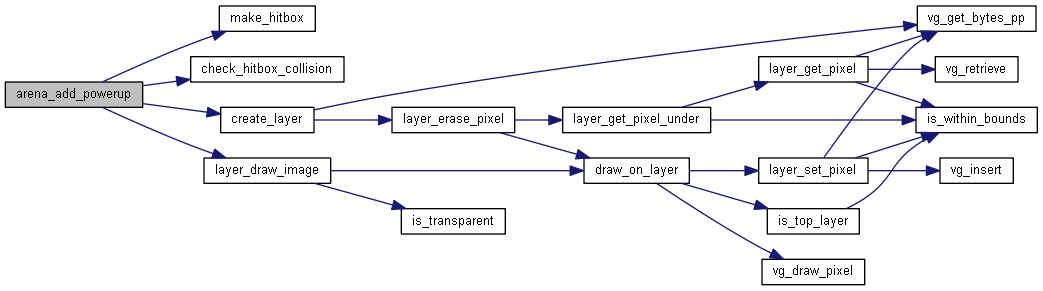 arena_add_powerup
make_hitbox
check_hitbox_collision
create_layer
layer_draw_image
layer_erase_pixel
is_transparent
layer_get_pixel_under
draw_on_layer
layer_get_pixel
layer_set_pixel
is_top_layer
vg_draw_pixel
vg_get_bytes_pp
vg_retrieve
is_within_bounds
vg_insert